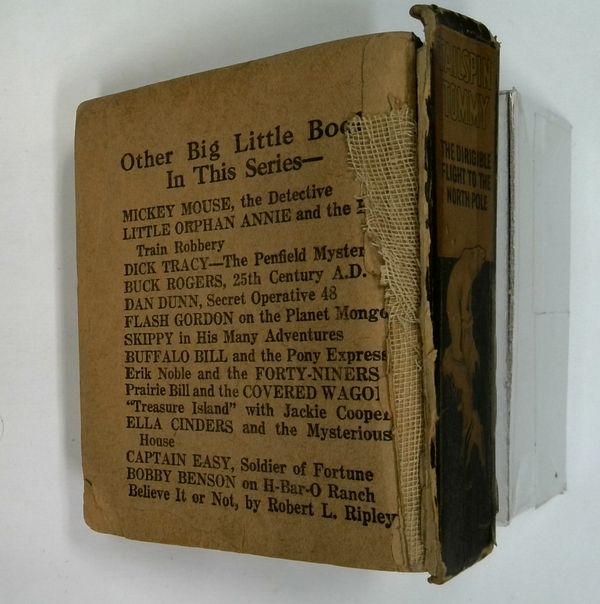 Other Big Little Boo
In This Series—
MICKEY MOUSE, the Detective
LITTLE ORPHAN ANNIE and the
Train Robbery
DICK TRACY—The Penfield Myster
BUCK ROGERS, 25th Century A.D.
DAN DUNN, Secret Operative 48
FLASH GORDON on the Planet Mongo
SKIPPY in His Many Adventures
BUFFALO BILL and the Pony Express
Erik Noble and the FORTY-NINERS
Prairie Bill and the COVERED WAGO
"Treasure Island" with Jackie Cooper
ELLA CINDERS and the Mysterious
House
CAPTAIN EASY, Soldier of Fortune
BOBBY BENSON on H-Bar-O Ranch
Believe It or Not, by Robert L. Ripley
TAILSPIN
TOMMY
THE DIRIGIBLE
FLIGHT TO THE
NORTH POLE